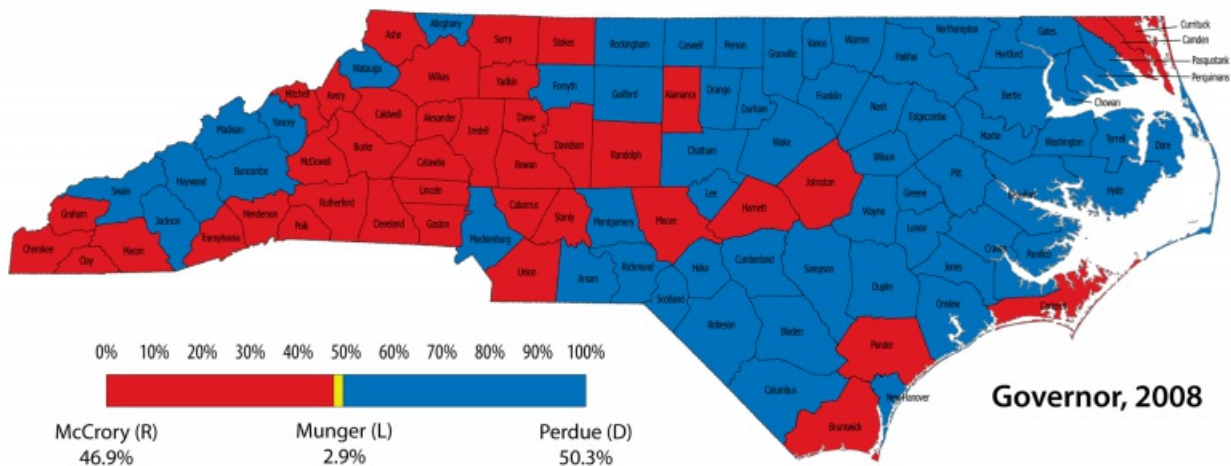 Alleghany
Ashe
Surry
Stokes
Rockingham
Caswell
Person
Granville
Vance
Warren
Northampton
Gates
Currituck
Camden
Pasquotank
Perquimans
Halifax
Hertford
Watauga
Wilkes
Yadkin
Forsyth
Guilford
Alamance
Orange
Durham
Franklin
Nash
Bertie
Chowan
Mitchell
Avery
Caldwell
Alexander
Iredell
Davie
Davidson
Randolph
Chatham
Wake
Edgecombe
Martin
Washington
Tyrrel
Dare
Madison
Yancey
Burke
McDowell
Catawba
Rowan
Wilson
Pitt
Hyde
Swain
Haywood
Buncombe
Rutherford
Lincoln
Lee
Johnston
Greene
Graham
Jackson
Henderson
Polk
Cleveland
Gaston
Cabarrus
Stanly
Montgomery
Moore
Harnett
Wayne
Lenoir
Craven
Pamlico
Cherokee
Clay
Macon
Transylvania
Mecklenburg
Union
Anson
Richmond
Scotland
Hoke
Cumberland
Sampson
Duplin
Jones
Onslow
Robeson
Bladen
Pender
Columbus
Brunswick
New Hanover
0% 10% 20% 30% 40% 50% 60% 70% 80% 90% 100%
McCrory (R) Munger (L) Perdue (D)
46.9% 2.9% 50.3%
Governor, 2008